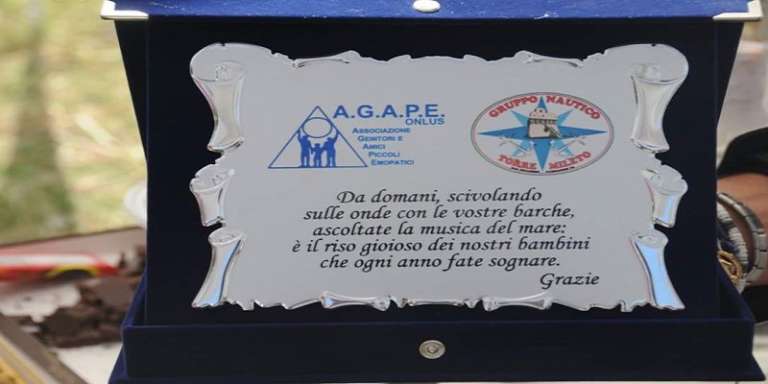 A.G.A.P.E.
ONLUS
ASSOCIAZIONE
GENITORI E
AMICI
PICCOLI
EMOPATICI
GRUPPO NAUTICO
TORRE MILETO
Da domani, scivolando
sulle onde con le vostre barche,
ascoltate la musica del mare:
è il riso gioioso dei nostri bambini
che ogni anno fate sognare.
Grazie